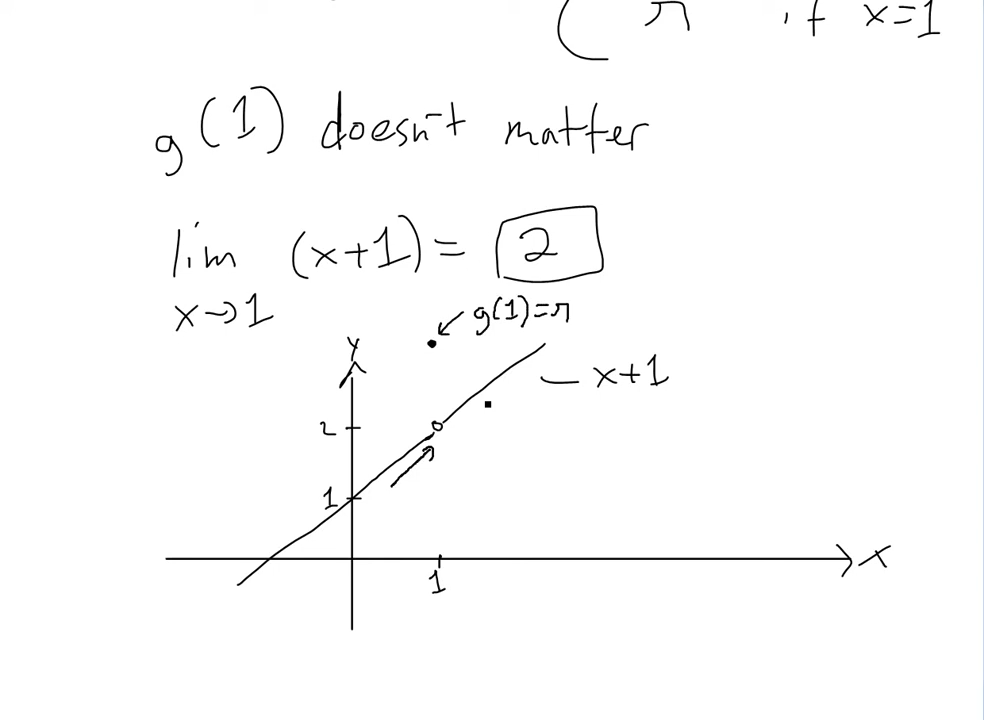 π if x=1
g(1) doesn't matter
lim (x+1) = 2
x→1
g(1)=π
y
x+1
2
1
x
1